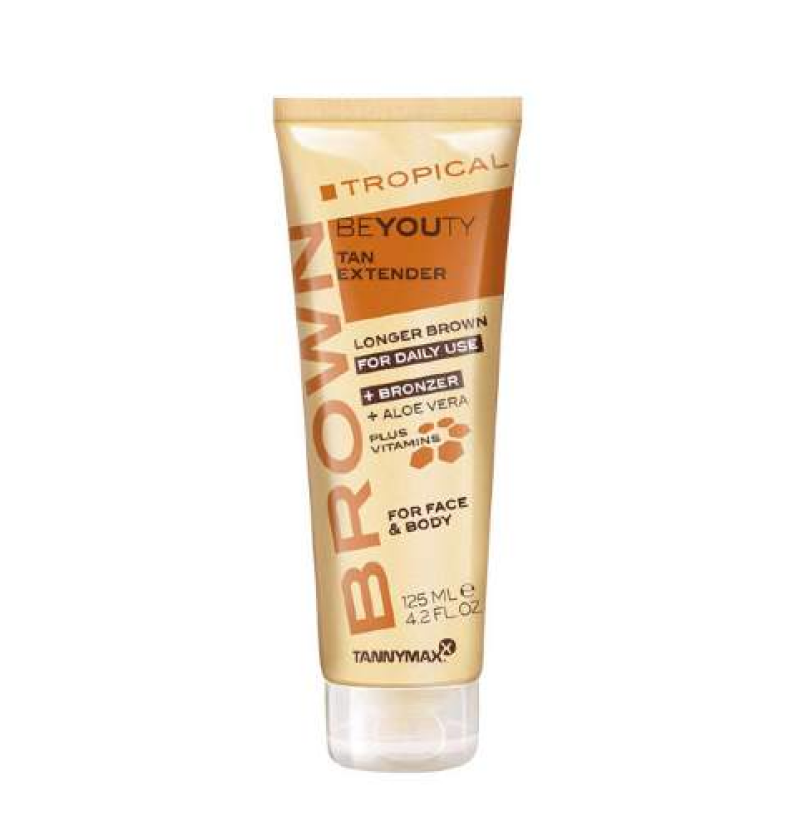 TROPICAL
BROWN
BEYOUTY
TAN
EXTENDER
LONGER BROWN
FOR DAILY USE
+ BRONZER
+ ALOE VERA
PLUS
VITAMINS
FOR FACE
& BODY
125 ML e
4.2 FL. OZ.
TANNYMAXX